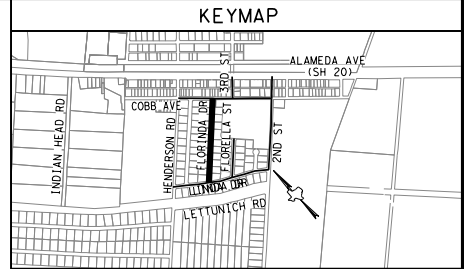 KEYMAP
ALAMEDA AVE
(SH 20)
3RD ST
COBB AVE
INDIAN HEAD RD
HENDERSON RD
FLORINDA DR
FLORELLA ST
2ND ST
LINDA DR
LETTUNICH RD